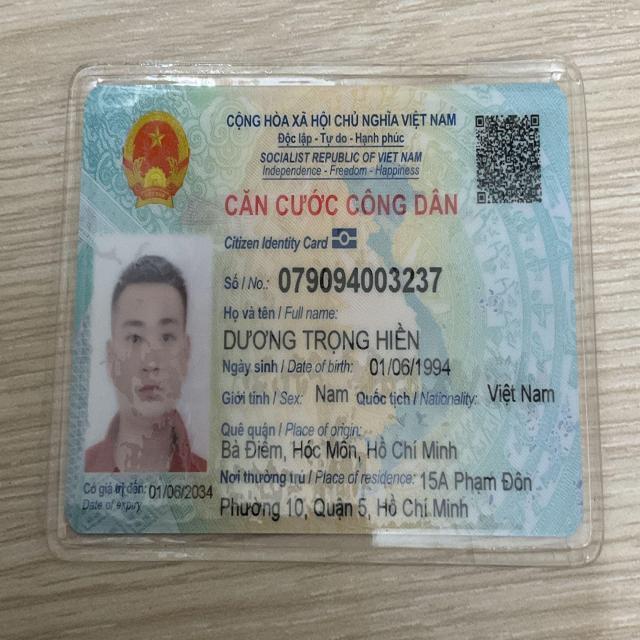 CỘNG HÒA XÃ HỘI CHỦ NGHĨA VIỆT NAM
Độc lập - Tự do - Hạnh phúc
SOCIALIST REPUBLIC OF VIET NAM
Independence - Freedom - Happiness
CĂN CƯỚC CÔNG DÂN
Citizen Identity Card
Số / No.: 079094003237
Họ và tên / Full name:
DƯƠNG TRỌNG HIỀN
Ngày sinh / Date of birth: 01/06/1994
Giới tính / Sex: Nam Quốc tịch / Nationality: Việt Nam
Quê quán / Place of origin:
Bà Điểm, Hóc Môn, Hồ Chí Minh
Nơi thường trú / Place of residence: 15A Phạm Đôn
Phường 10, Quận 5, Hồ Chí Minh
Có giá trị đến: 01/06/2034
Date of expiry